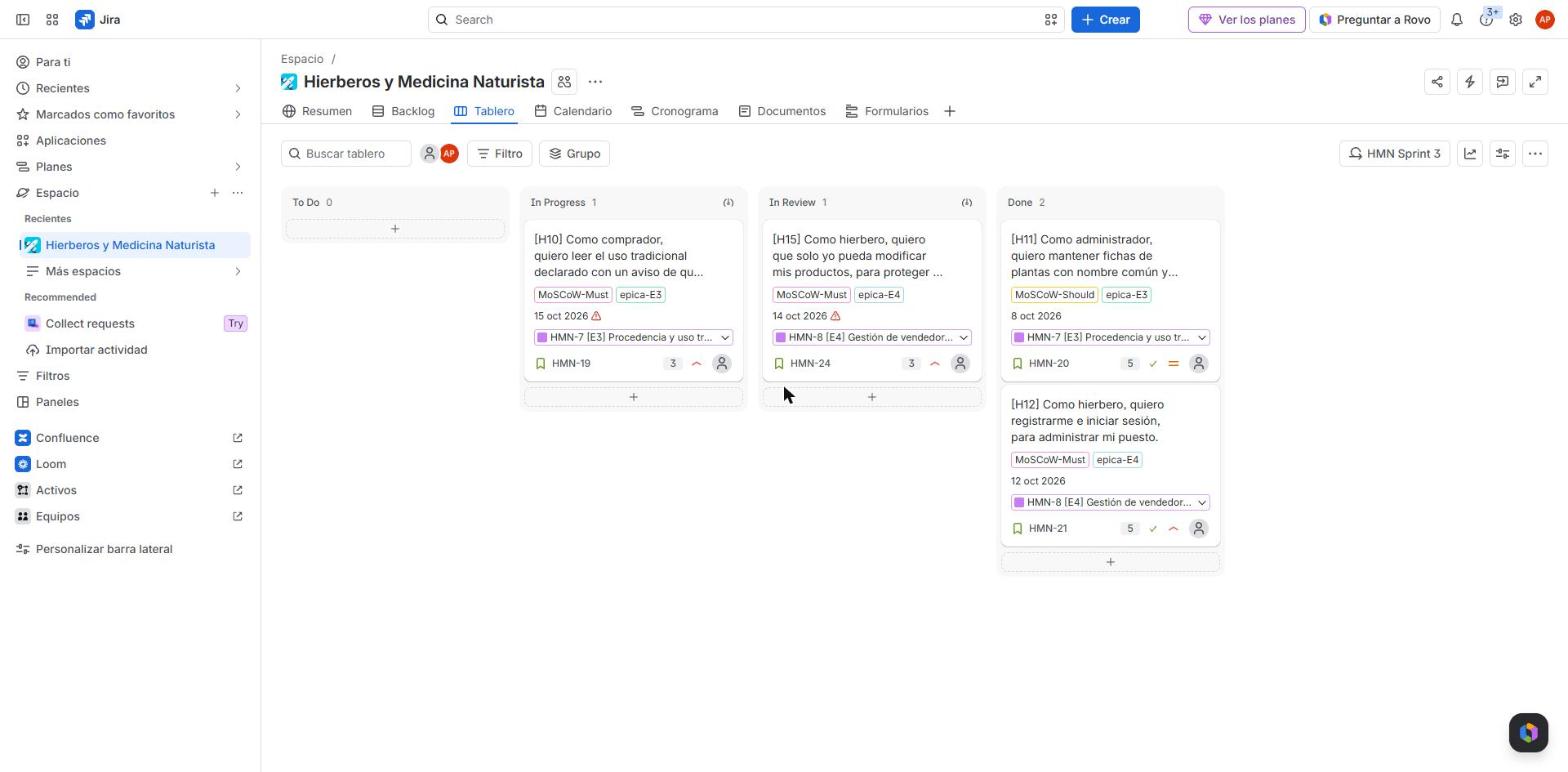 Jira
Search
Crear
Ver los planes
Preguntar a Rovo
3+
AP
Para ti
Recientes
Marcados como favoritos
Aplicaciones
Planes
Espacio
Recientes
Hierberos y Medicina Naturista
Más espacios
Recommended
Collect requests
Try
Importar actividad
Filtros
Paneles
Confluence
Loom
Activos
Equipos
Personalizar barra lateral
Espacio /
Hierberos y Medicina Naturista
Resumen
Backlog
Tablero
Calendario
Cronograma
Documentos
Formularios
Buscar tablero
AP
Filtro
Grupo
HMN Sprint 3
To Do 0
In Progress 1
[H10] Como comprador,
quiero leer el uso tradicional
declarado con un aviso de qu...
MoSCoW-Must epica-E3
15 oct 2026
HMN-7 [E3] Procedencia y uso tr...
HMN-19 3
In Review 1
[H15] Como hierbero, quiero
que solo yo pueda modificar
mis productos, para proteger ...
MoSCoW-Must epica-E4
14 oct 2026
HMN-8 [E4] Gestión de vendedor...
HMN-24 3
Done 2
[H11] Como administrador,
quiero mantener fichas de
plantas con nombre común y...
MoSCoW-Should epica-E3
8 oct 2026
HMN-7 [E3] Procedencia y uso tr...
HMN-20 5
[H12] Como hierbero, quiero
registrarme e iniciar sesión,
para administrar mi puesto.
MoSCoW-Must epica-E4
12 oct 2026
HMN-8 [E4] Gestión de vendedor...
HMN-21 5